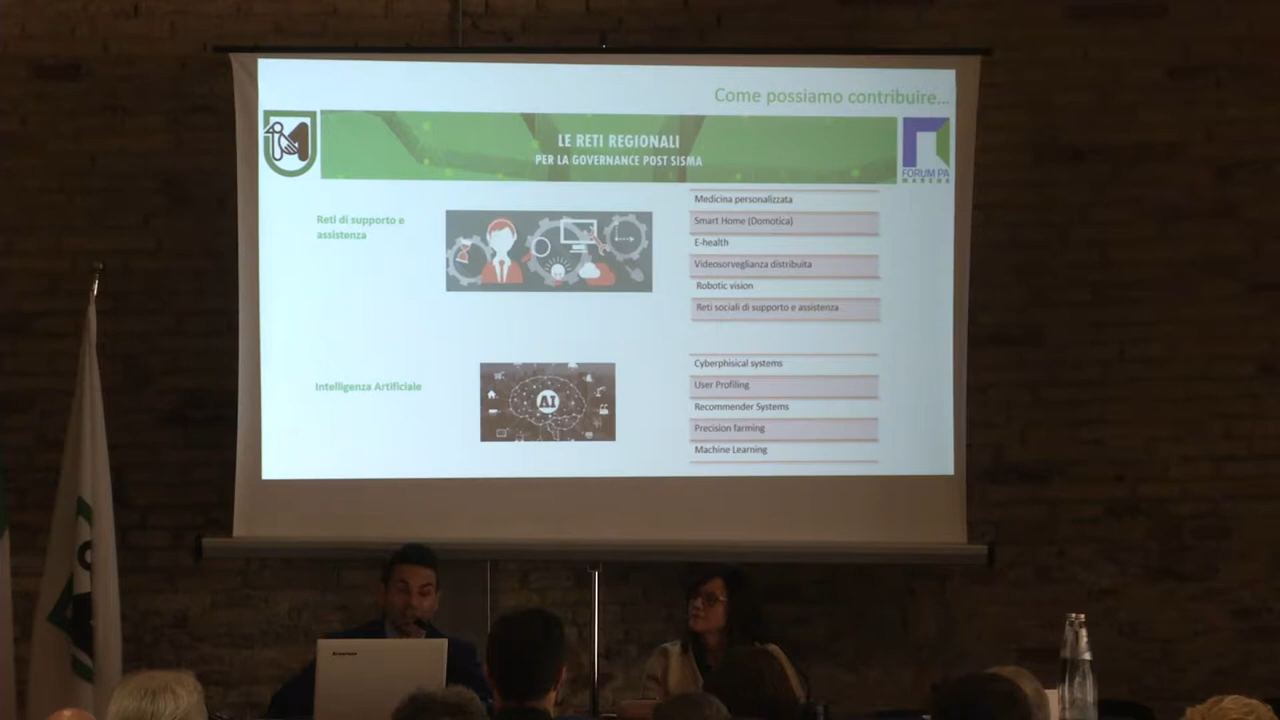 Come possiamo contribuire...
LE RETI REGIONALI
PER LA GOVERNANCE POST SISMA
FORUM PA
MARCHE
Reti di supporto e
assistenza
Medicina personalizzata
Smart Home (Domotica)
E-health
Videosorveglianza distribuita
Robotic vision
Reti sociali di supporto e assistenza
Intelligenza Artificiale
AI
Cyberphisical systems
User Profiling
Recommender Systems
Precision farming
Machine Learning
Lenovo